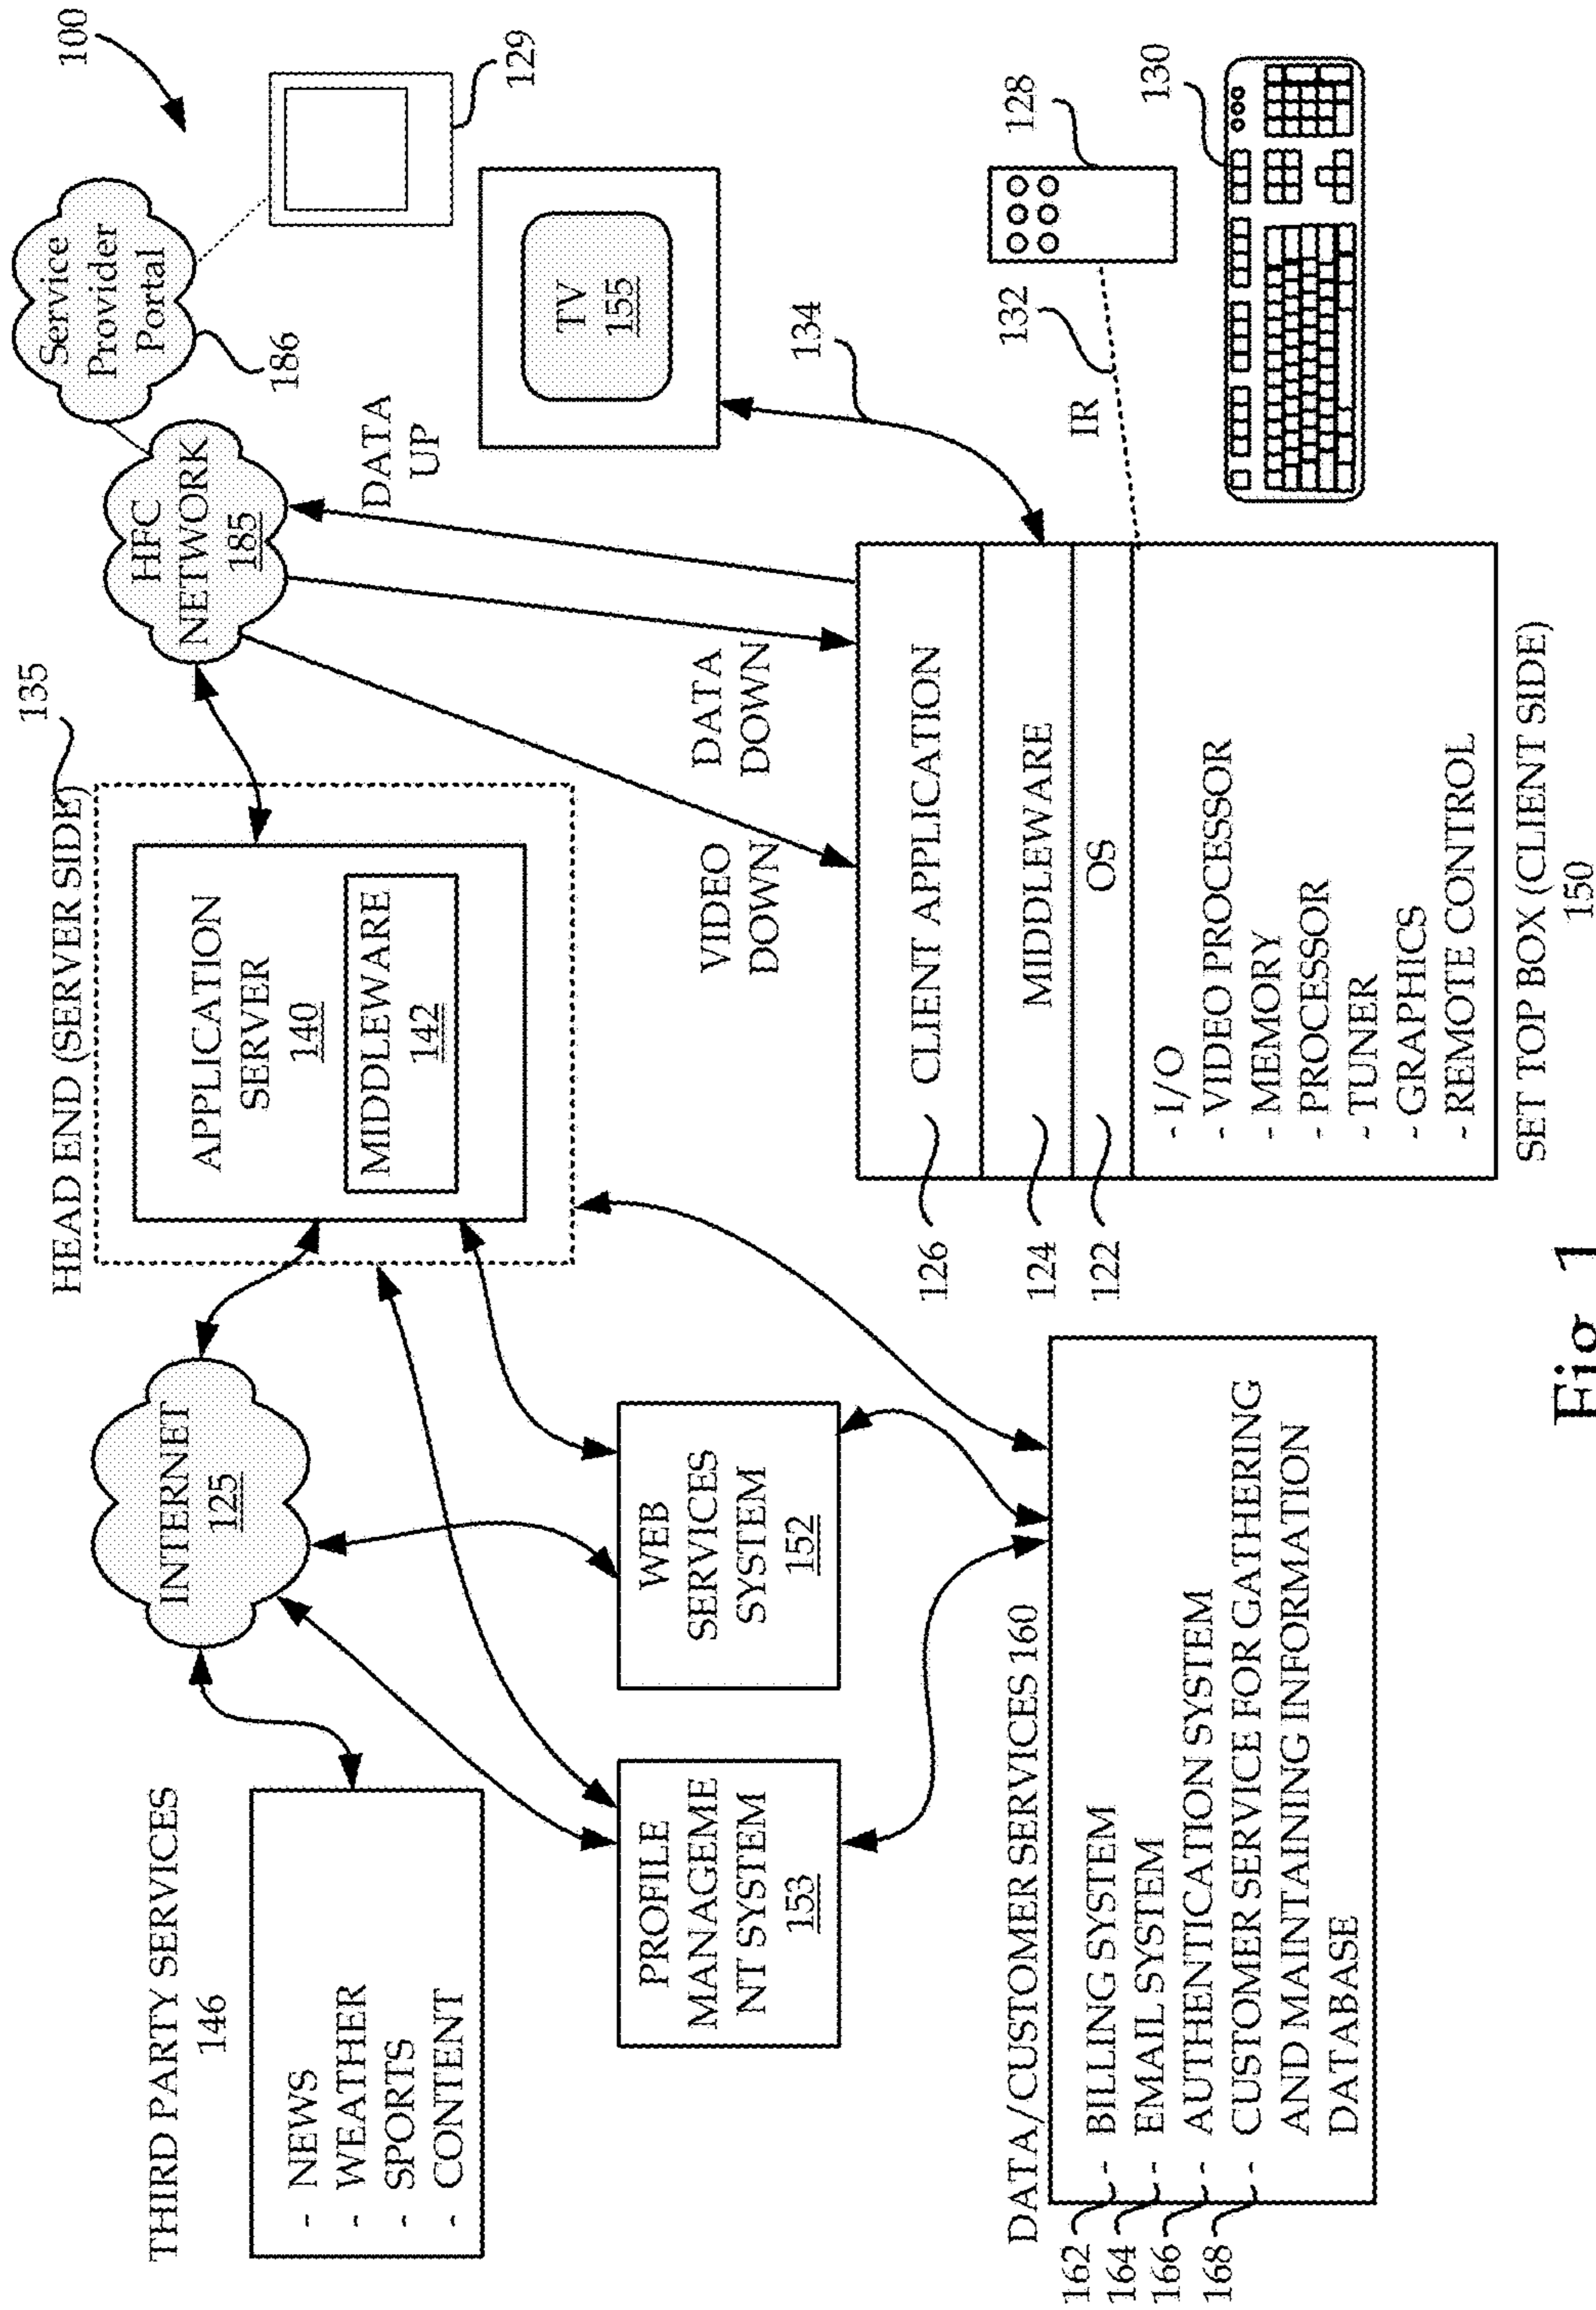 100
Service
Provider
Portal
186
129
HFC
NETWORK
185
DATA
UP
TV
155
134
128
132
IR
130
135
HEAD END (SERVER SIDE)
APPLICATION
SERVER
140
MIDDLEWARE
142
VIDEO
DOWN
DATA
DOWN
126
CLIENT APPLICATION
124
MIDDLEWARE
122
OS
- I/O
- VIDEO PROCESSOR
- MEMORY
- PROCESSOR
- TUNER
- GRAPHICS
- REMOTE CONTROL
SET TOP BOX (CLIENT SIDE)
150
INTERNET
125
THIRD PARTY SERVICES
146
- NEWS
- WEATHER
- SPORTS
- CONTENT
WEB
SERVICES
SYSTEM
152
PROFILE
MANAGEME
NT SYSTEM
153
DATA/CUSTOMER SERVICES 160
162 - BILLING SYSTEM
164 - EMAIL SYSTEM
166 - AUTHENTICATION SYSTEM
168 - CUSTOMER SERVICE FOR GATHERING
AND MAINTAINING INFORMATION
DATABASE
Fig. 1